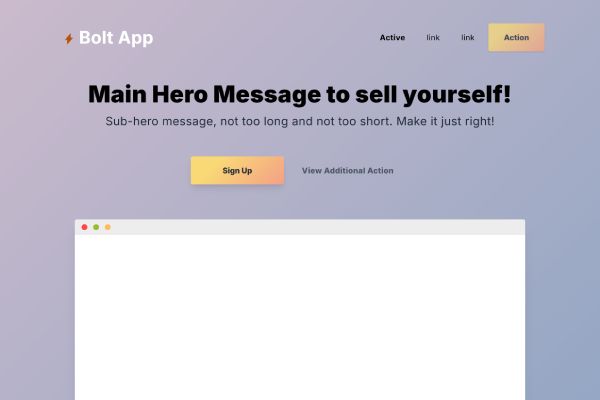 Bolt App
Active link link Action
Main Hero Message to sell yourself!
Sub-hero message, not too long and not too short. Make it just right!
Sign Up View Additional Action